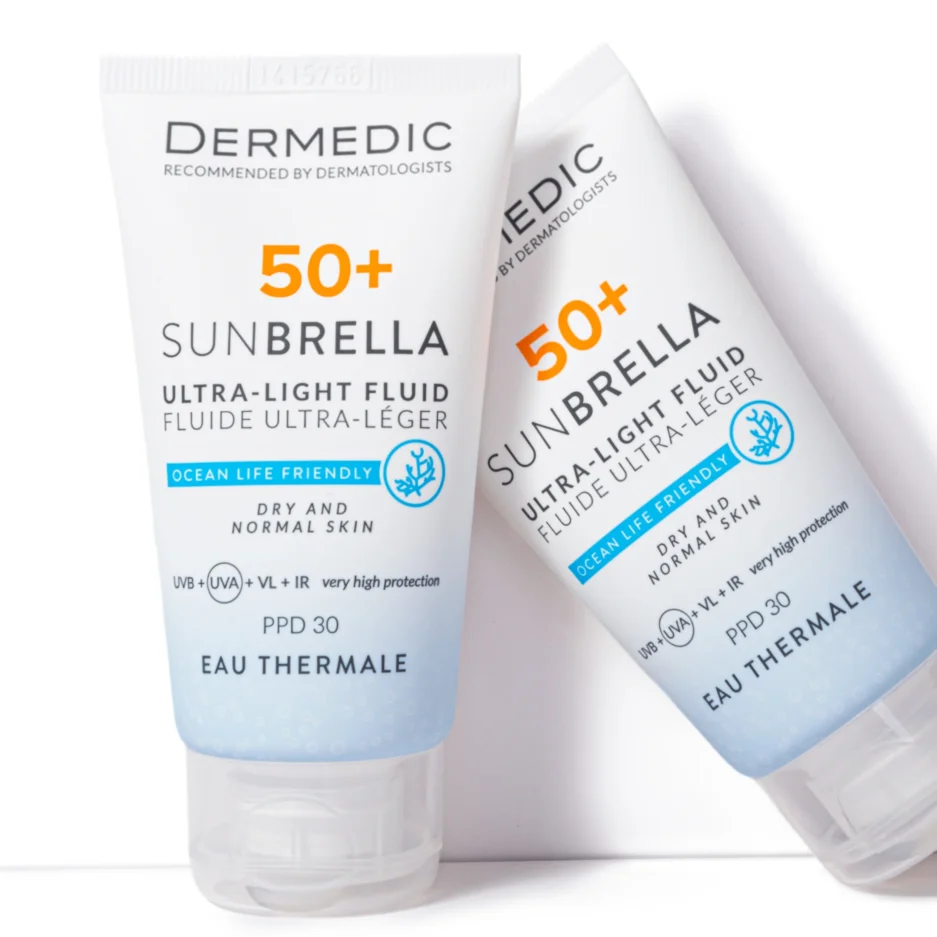 1415766
DERMEDIC
RECOMMENDED BY DERMATOLOGISTS
50+
SUNBRELLA
ULTRA-LIGHT FLUID
FLUIDE ULTRA-LÉGER
OCEAN LIFE FRIENDLY
DRY AND
NORMAL SKIN
UVB + UVA + VL + IR very high protection
PPD 30
EAU THERMALE
MEDIC
BY DERMATOLOGISTS
50+
SUNBRELLA
ULTRA-LIGHT FLUID
FLUIDE ULTRA-LÉGER
OCEAN LIFE FRIENDLY
DRY AND
NORMAL SKIN
UVB + UVA + VL + IR very high protection
PPD 30
EAU THERMALE